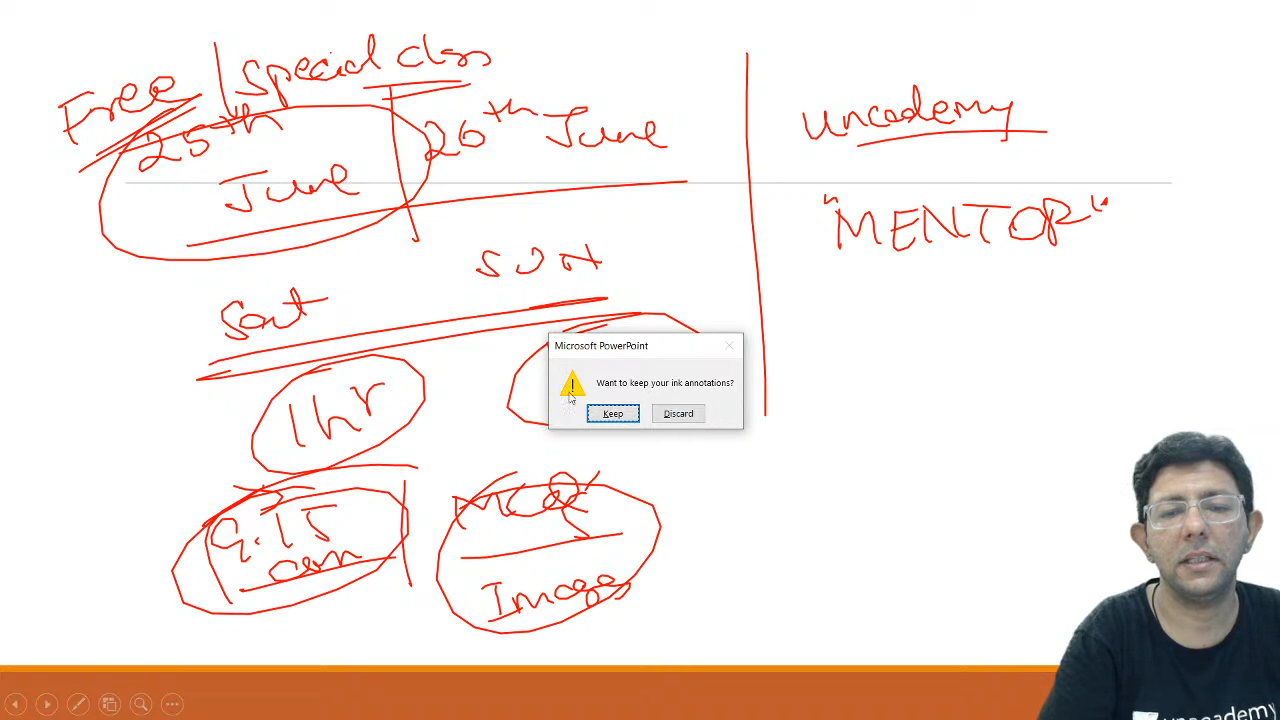 Free | special class
25th June
26th June
Sat
SUN
1hr
9.15 am
MCQ
Images
unacademy
"MENTOR"
Microsoft PowerPoint
Want to keep your ink annotations?
Keep
Discard
unacademy